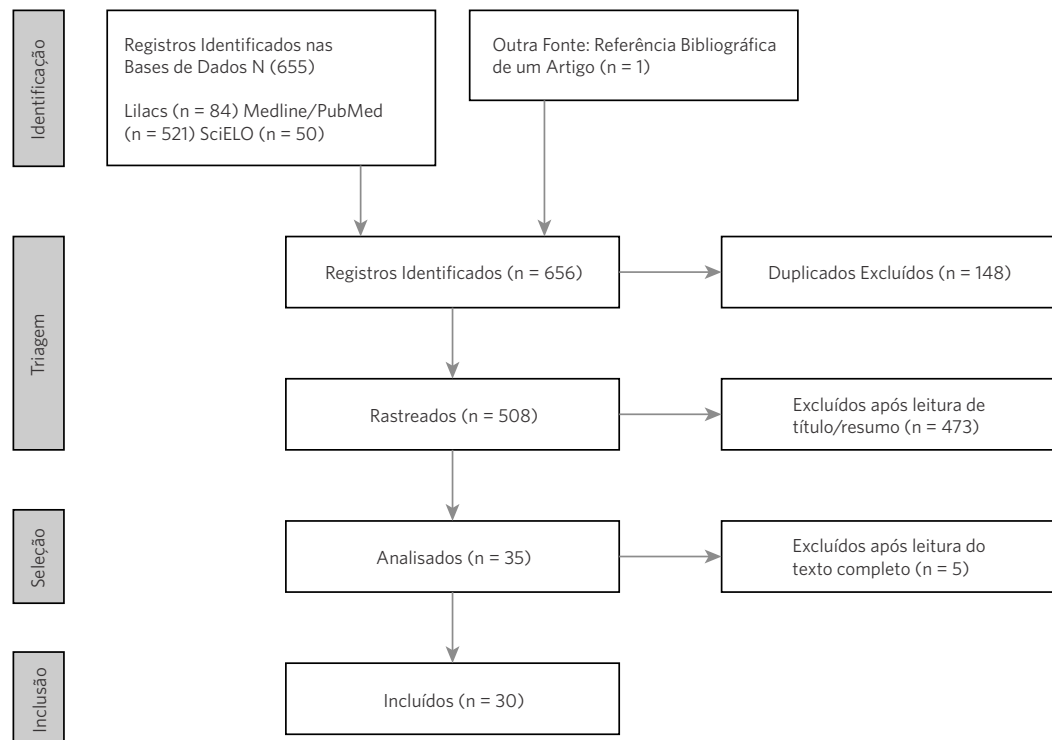 Identificação
Registros Identificados nas
Bases de Dados N (655)
Lilacs (n = 84) Medline/PubMed
(n = 521) SciELO (n = 50)
Outra Fonte: Referência Bibliográfica
de um Artigo (n = 1)
Triagem
Registros Identificados (n = 656)
Duplicados Excluídos (n = 148)
Rastreados (n = 508)
Excluídos após leitura de
título/resumo (n = 473)
Seleção
Analisados (n = 35)
Excluídos após leitura do
texto completo (n = 5)
Inclusão
Incluídos (n = 30)